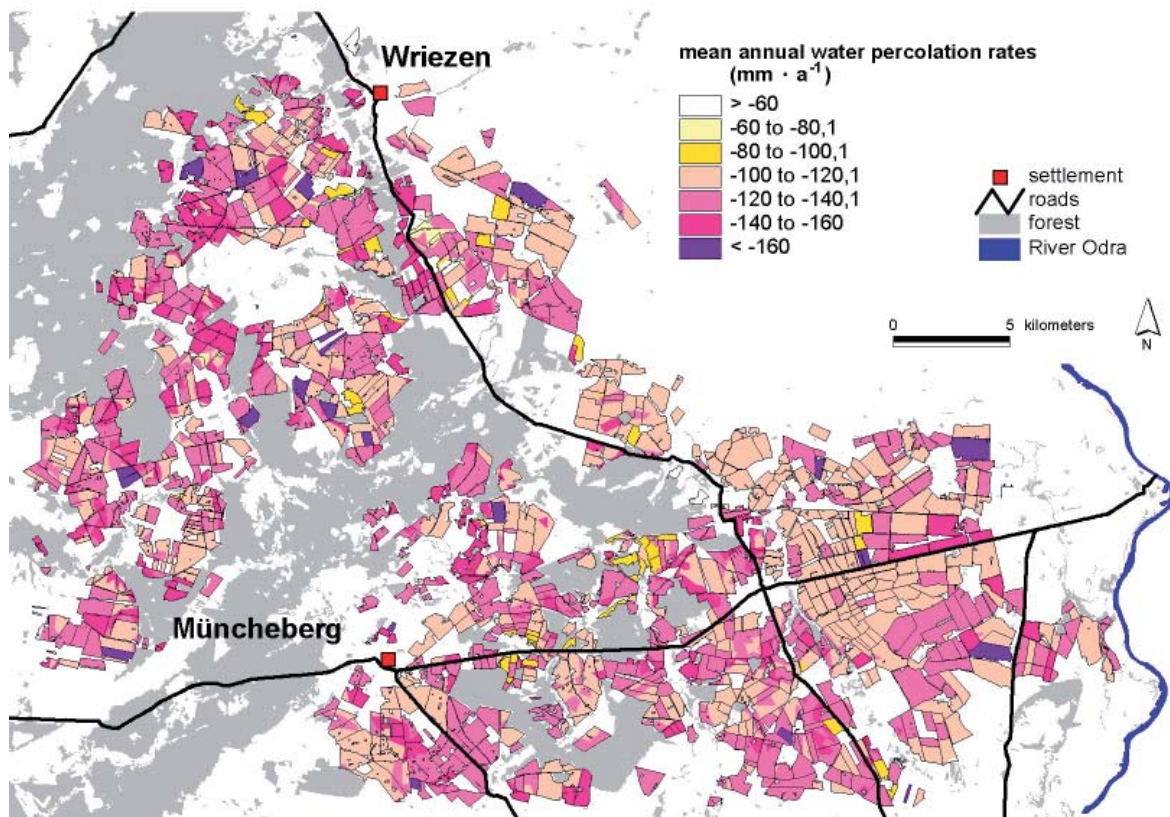 Wriezen
mean annual water percolation rates
(mm · a⁻¹)
> -60
-60 to -80,1
-80 to -100,1
-100 to -120,1
-120 to -140,1
-140 to -160
< -160
settlement
roads
forest
River Odra
0 5 kilometers
N
Müncheberg